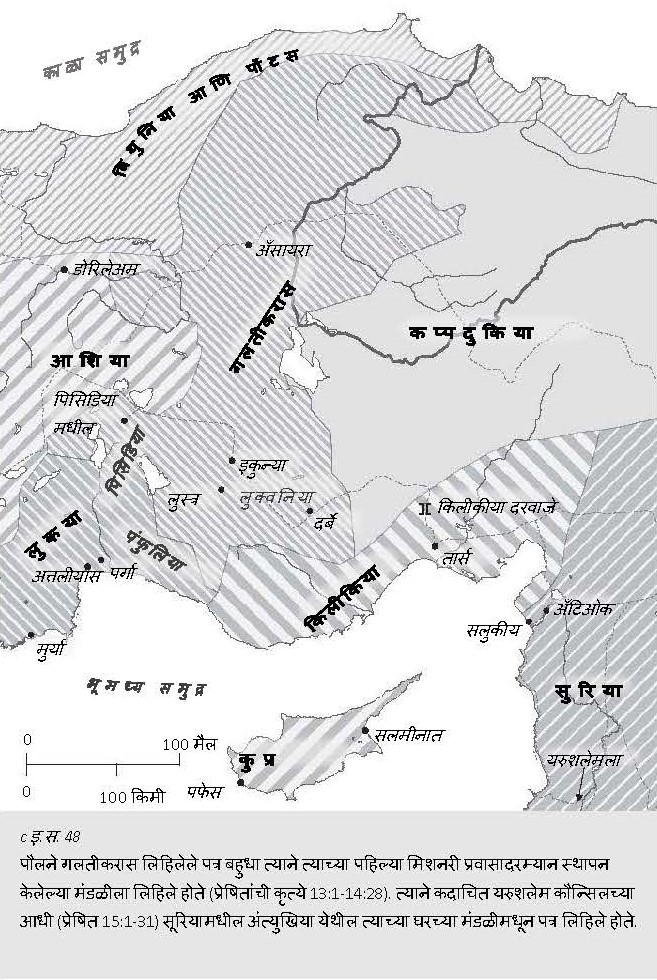 काळा समुद्र
बिथुनिया आणि पौंटस
अँसायरा
डोरिलेअम
गलतीकरास
कप्पदुकिया
आशिया
पिसिडिया
मधील
पिसिडिया
इकुन्या
लुस्त्र
लुक्वनिया
दर्बे
किलीकीया दरवाजे
लुकया
पंफुलिया
तार्स
अत्तलीयास
पर्गा
किलीकिया
अँटिओक
सलुकीय
मुर्या
सुरिया
भूमध्य समुद्र
सलमीनात
0
100 मैल
कुप्र
यरुशलेमला
0
100 किमी
पफेस
c इ.स. 48
पौलने गलतीकरास लिहिलेले पत्र बहुधा त्याने त्याच्या पहिल्या मिशनरी प्रवासादरम्यान स्थापन
केलेल्या मंडळीला लिहिले होते (प्रेषितांची कृत्ये 13:1-14:28). त्याने कदाचित यरुशलेम कौन्सिलच्या
आधी (प्रेषित 15:1-31) सूरियामधील अंत्युखिया येथील त्याच्या घरच्या मंडळीमधून पत्र लिहिले होते.